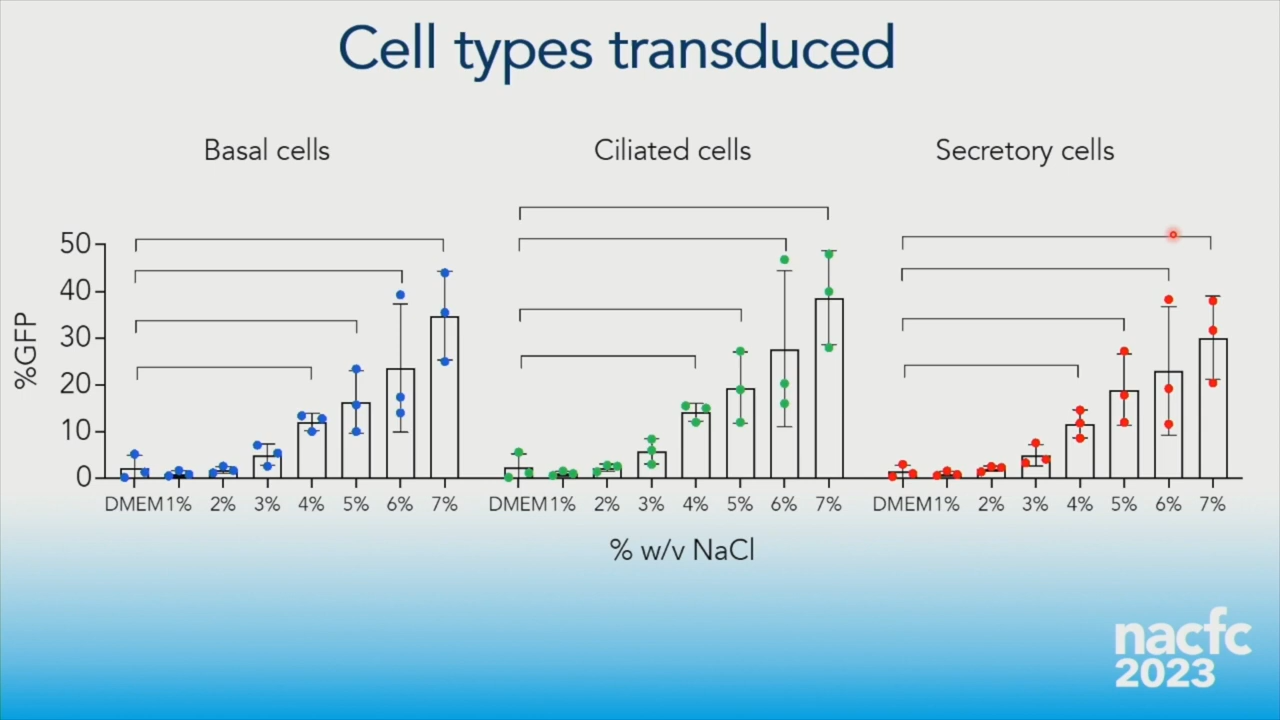 Cell types transduced
Basal cells
Ciliated cells
Secretory cells
%GFP
50
40
30
20
10
0
DMEM 1% 2% 3% 4% 5% 6% 7%
DMEM 1% 2% 3% 4% 5% 6% 7%
DMEM 1% 2% 3% 4% 5% 6% 7%
% w/v NaCl
nacfc
2023